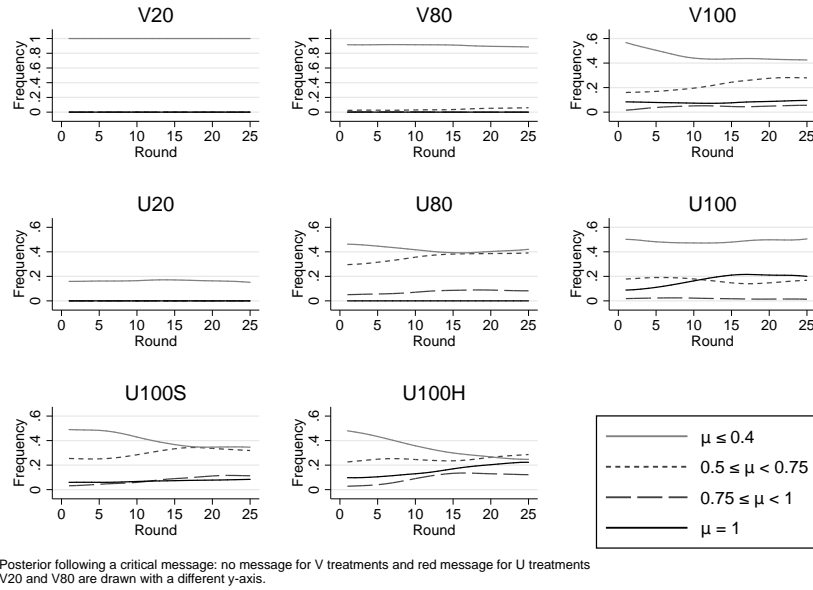 V20
V80
V100
Frequency
0 .2 .4 .6 .8 1
0 5 10 15 20 25
Round
Frequency
0 .2 .4 .6 .8 1
0 5 10 15 20 25
Round
Frequency
0 .2 .4 .6
0 5 10 15 20 25
Round
U20
U80
U100
Frequency
0 .2 .4 .6
0 5 10 15 20 25
Round
Frequency
0 .2 .4 .6
0 5 10 15 20 25
Round
Frequency
0 .2 .4 .6
0 5 10 15 20 25
Round
U100S
U100H
Frequency
0 .2 .4 .6
0 5 10 15 20 25
Round
Frequency
0 .2 .4 .6
0 5 10 15 20 25
Round
μ ≤ 0.4
0.5 ≤ μ < 0.75
0.75 ≤ μ < 1
μ = 1
Posterior following a critical message: no message for V treatments and red message for U treatments
V20 and V80 are drawn with a different y-axis.